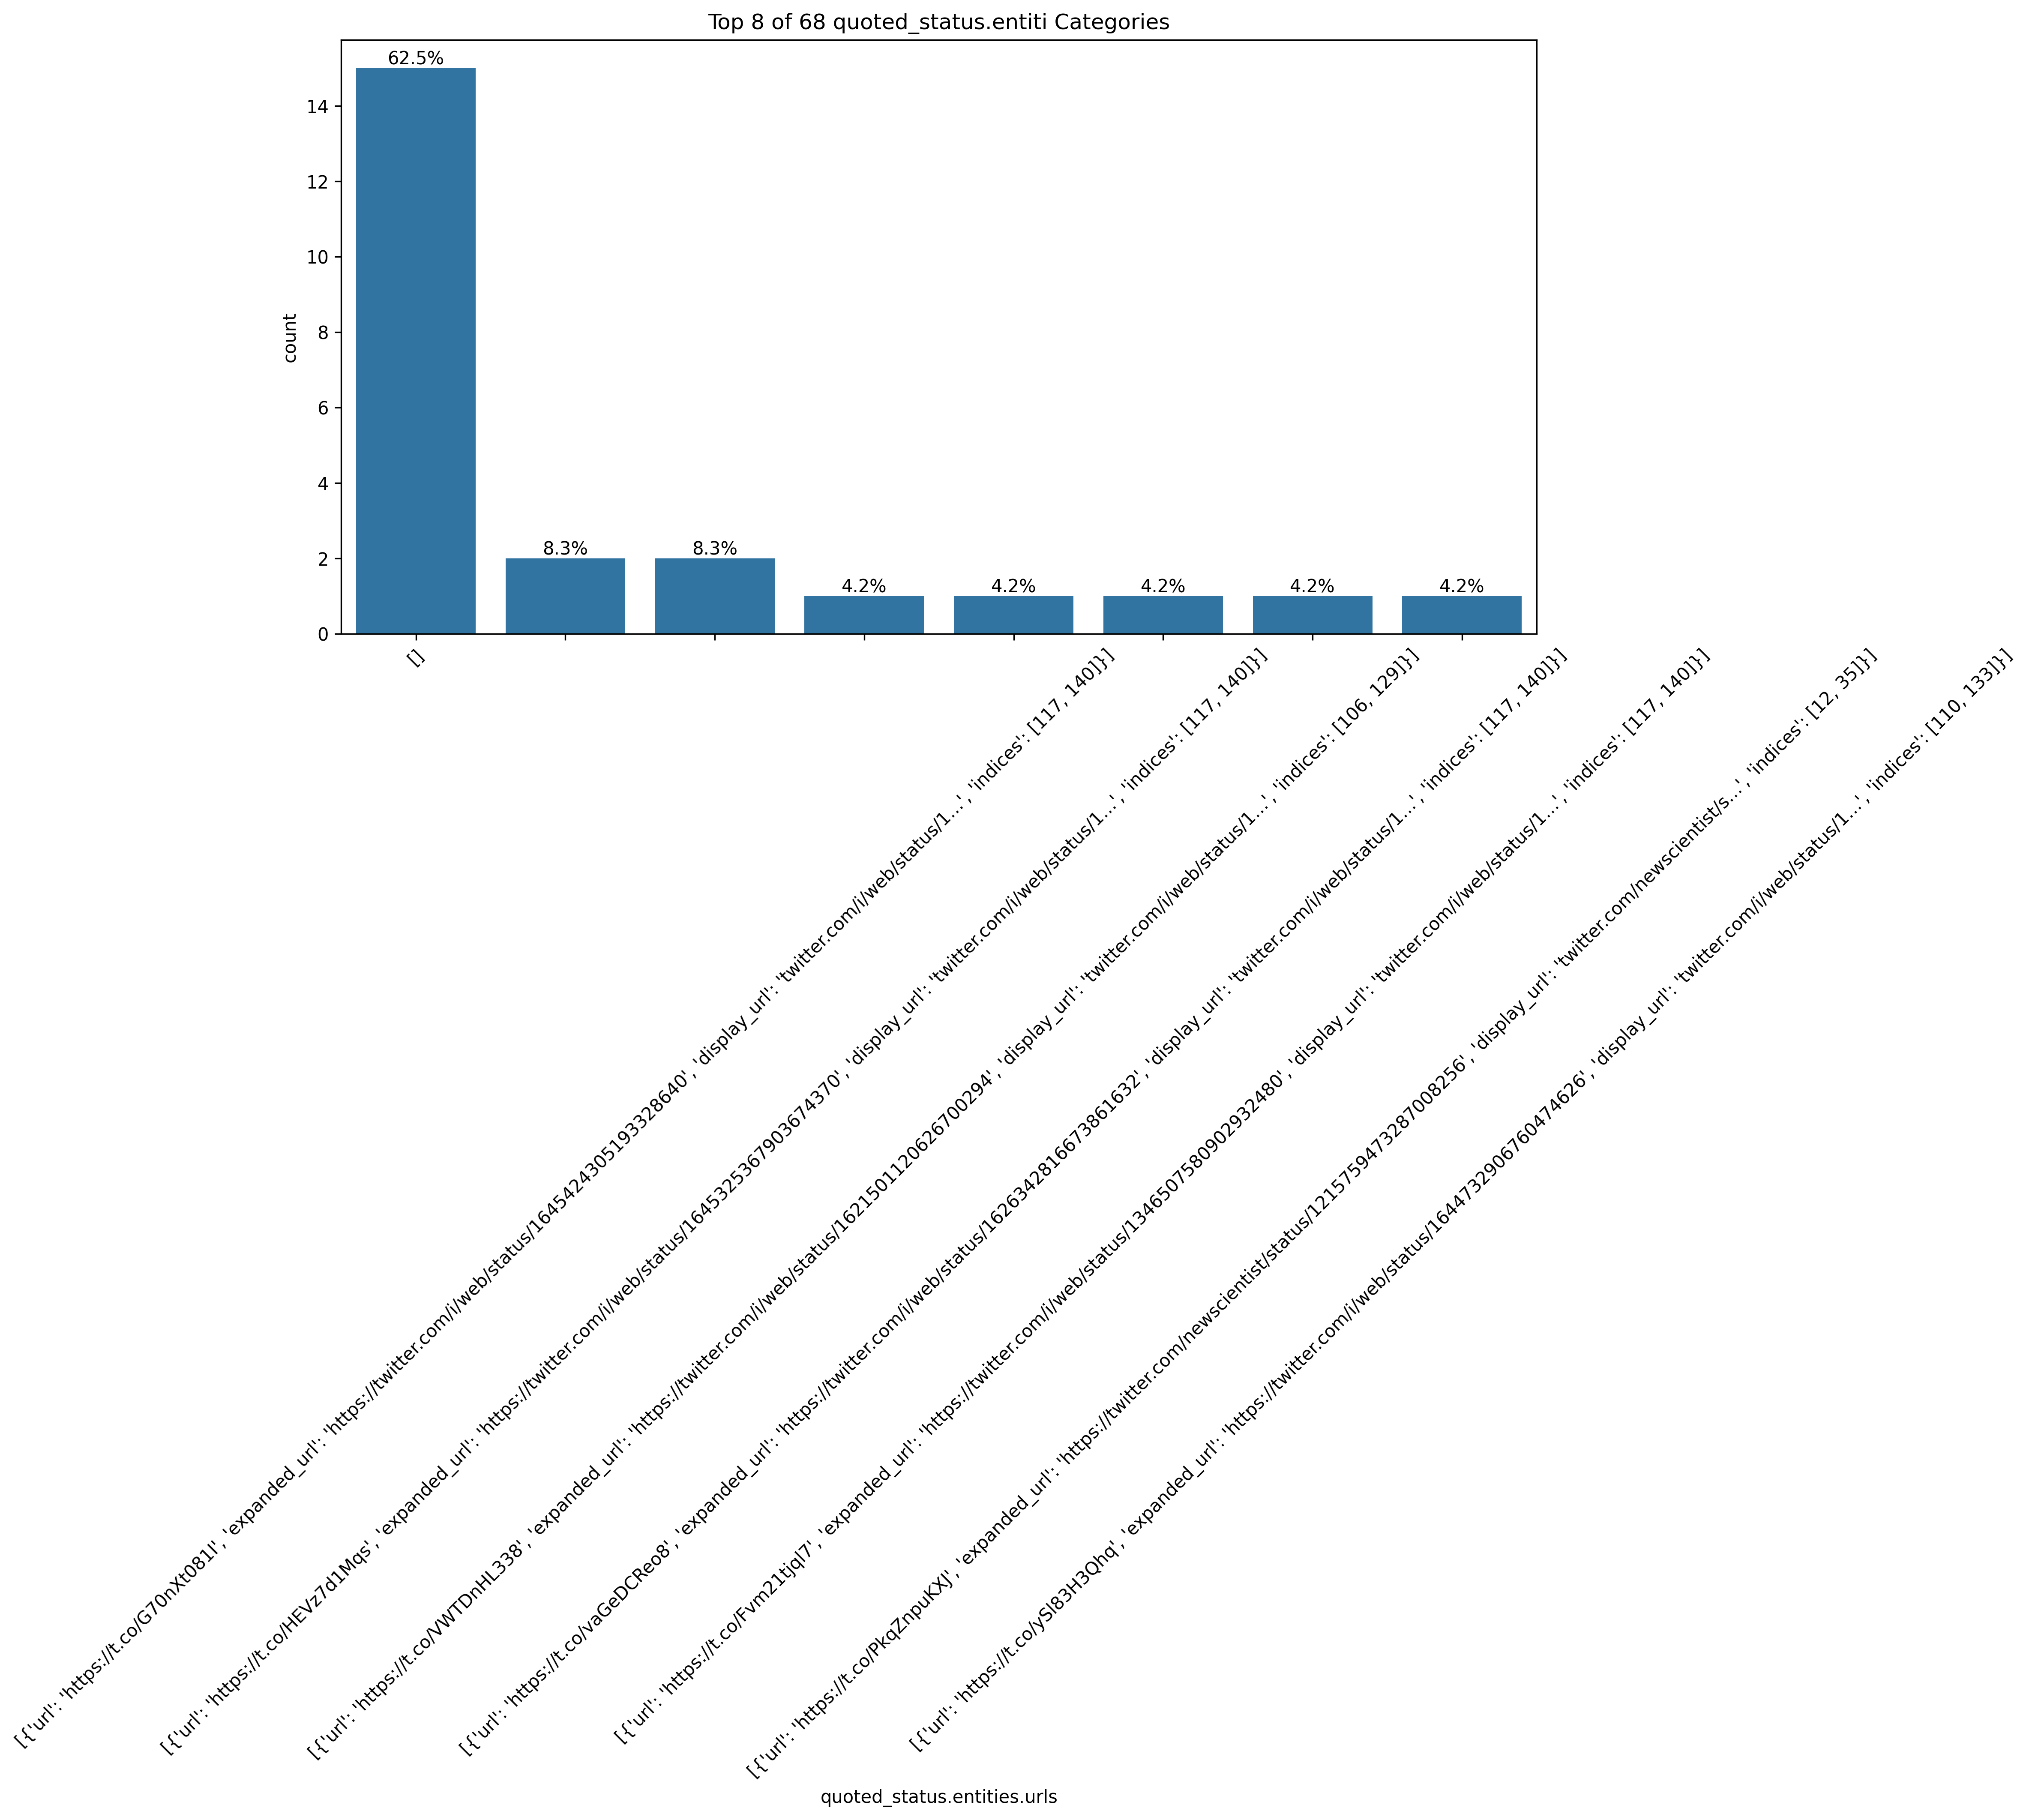 Top 8 of 68 quoted_status.entiti Categories
62.5%
8.3%
8.3%
4.2%
4.2%
4.2%
4.2%
4.2%
14
12
10
8
6
4
2
0
count
[]
[{'url': 'https://t.co/G70nXt081I', 'expanded_url': 'https://twitter.com/i/web/status/1645424305193328640', 'display_url': 'twitter.com/i/web/status/1…', 'indices': [117, 140]}]
[{'url': 'https://t.co/HEVz7d1Mqs', 'expanded_url': 'https://twitter.com/i/web/status/1645325367903674370', 'display_url': 'twitter.com/i/web/status/1…', 'indices': [117, 140]}]
[{'url': 'https://t.co/VWTDnHL338', 'expanded_url': 'https://twitter.com/i/web/status/1621501120626700294', 'display_url': 'twitter.com/i/web/status/1…', 'indices': [106, 129]}]
[{'url': 'https://t.co/vaGeDCReo8', 'expanded_url': 'https://twitter.com/i/web/status/1626342816673861632', 'display_url': 'twitter.com/i/web/status/1…', 'indices': [117, 140]}]
[{'url': 'https://t.co/Fvm21tjqI7', 'expanded_url': 'https://twitter.com/i/web/status/1346507580902932480', 'display_url': 'twitter.com/i/web/status/1…', 'indices': [117, 140]}]
[{'url': 'https://t.co/PkqZnpuKXJ', 'expanded_url': 'https://twitter.com/newscientist/status/1215759473287008256', 'display_url': 'twitter.com/newscientist/s…', 'indices': [12, 35]}]
[{'url': 'https://t.co/ySl83H3Qhq', 'expanded_url': 'https://twitter.com/i/web/status/1644732906760474626', 'display_url': 'twitter.com/i/web/status/1…', 'indices': [110, 133]}]
quoted_status.entities.urls